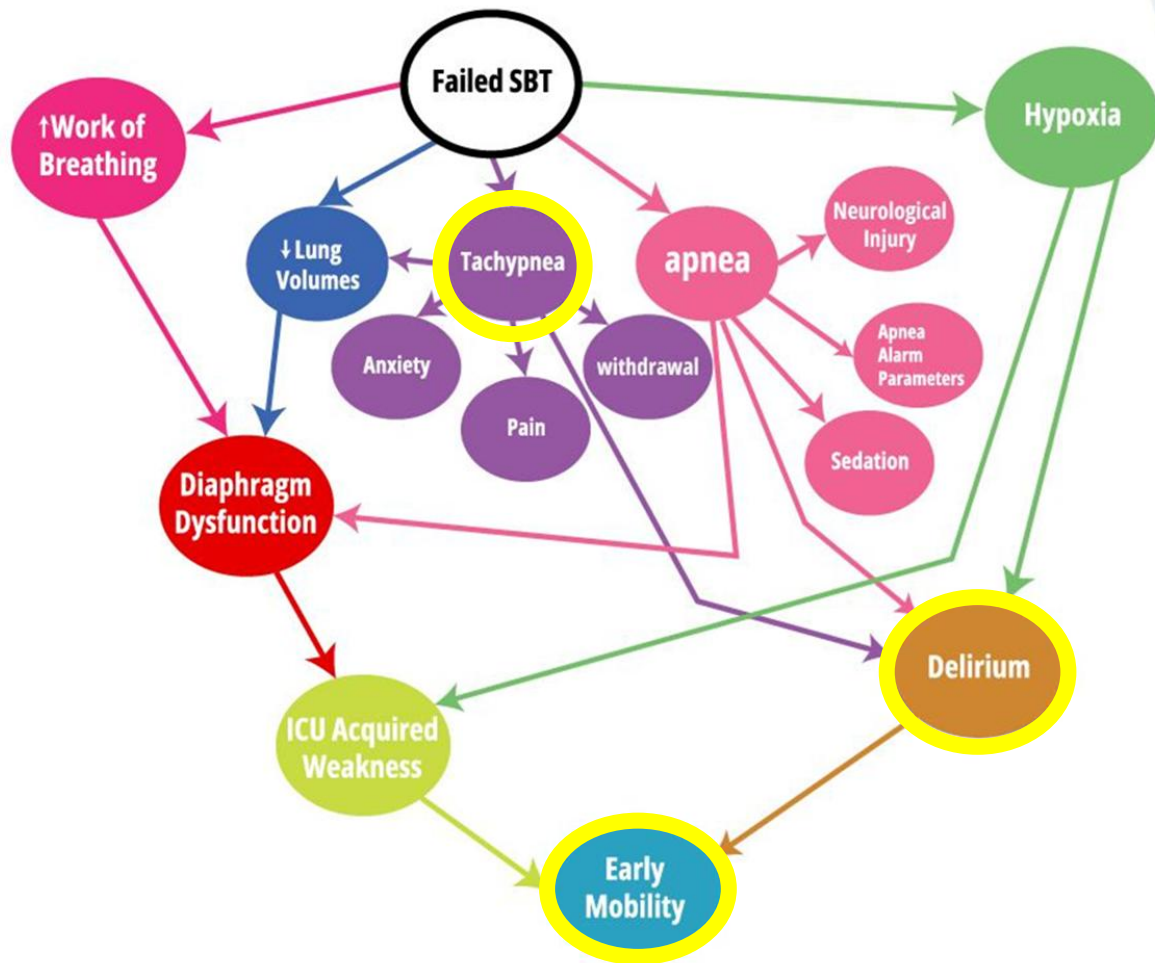 Failed SBT
↑Work of
Breathing
Hypoxia
Neurological
Injury
↓Lung
Volumes
Tachypnea
apnea
Apnea
Alarm
Parameters
Anxiety
withdrawal
Pain
Sedation
Diaphragm
Dysfunction
Delirium
ICU Acquired
Weakness
Early
Mobility